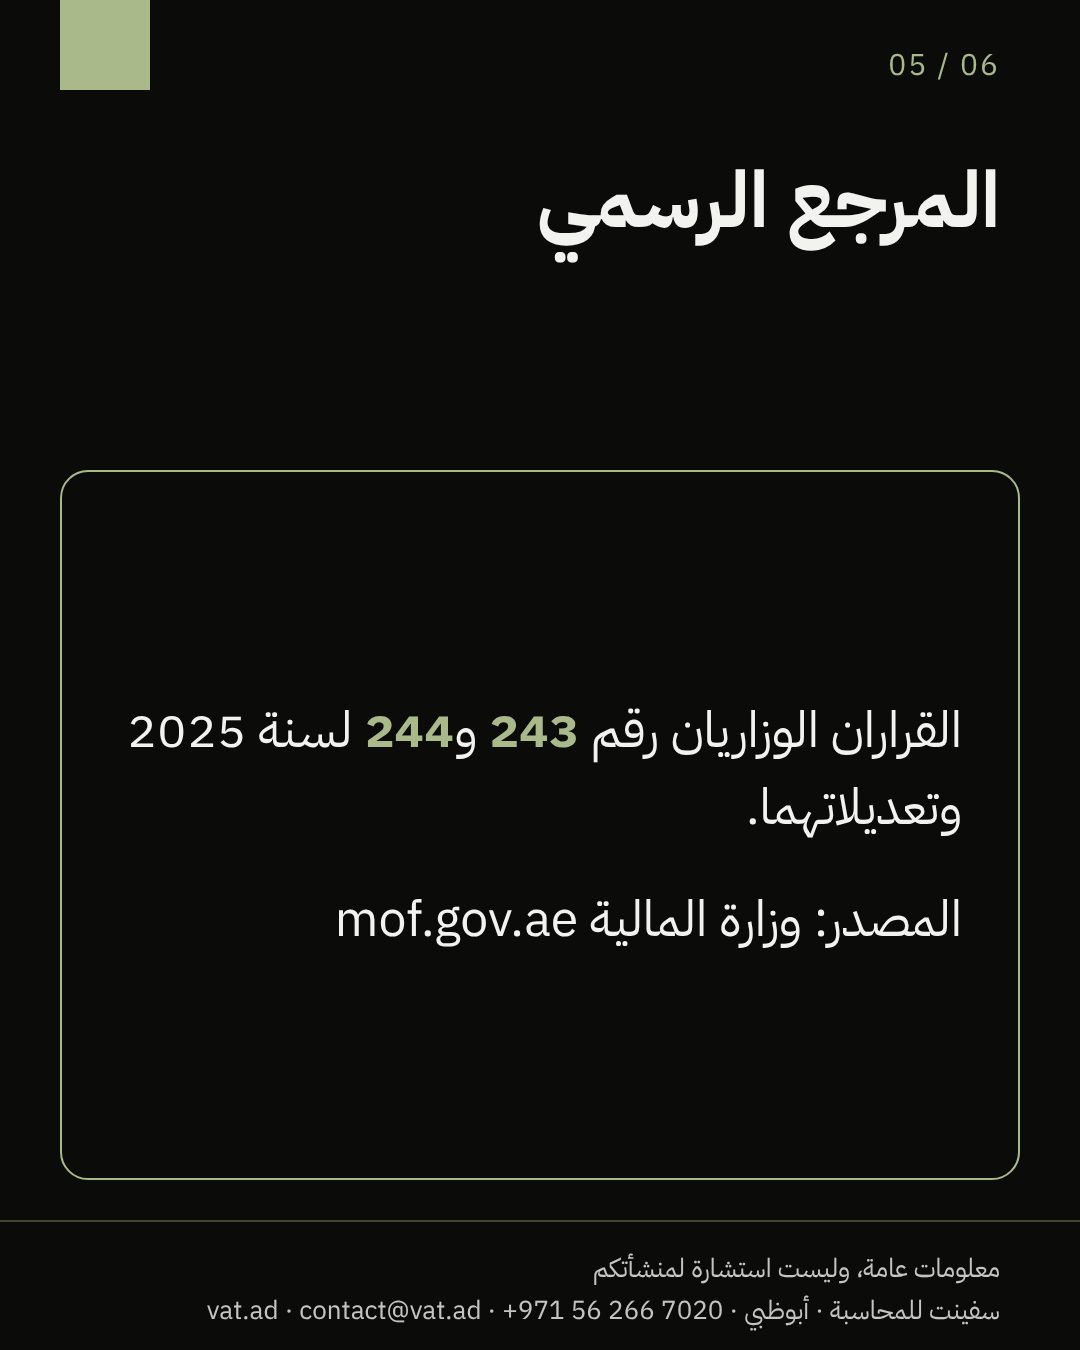 05 / 06
المرجع الرسمي
القراران الوزاريان رقم 243 و244 لسنة 2025
وتعديلاتهما.
المصدر: وزارة المالية mof.gov.ae
معلومات عامة، وليست استشارة لمنشأتكم
سفينت للمحاسبة · أبوظبي · vat.ad · contact@vat.ad · +971 56 266 7020